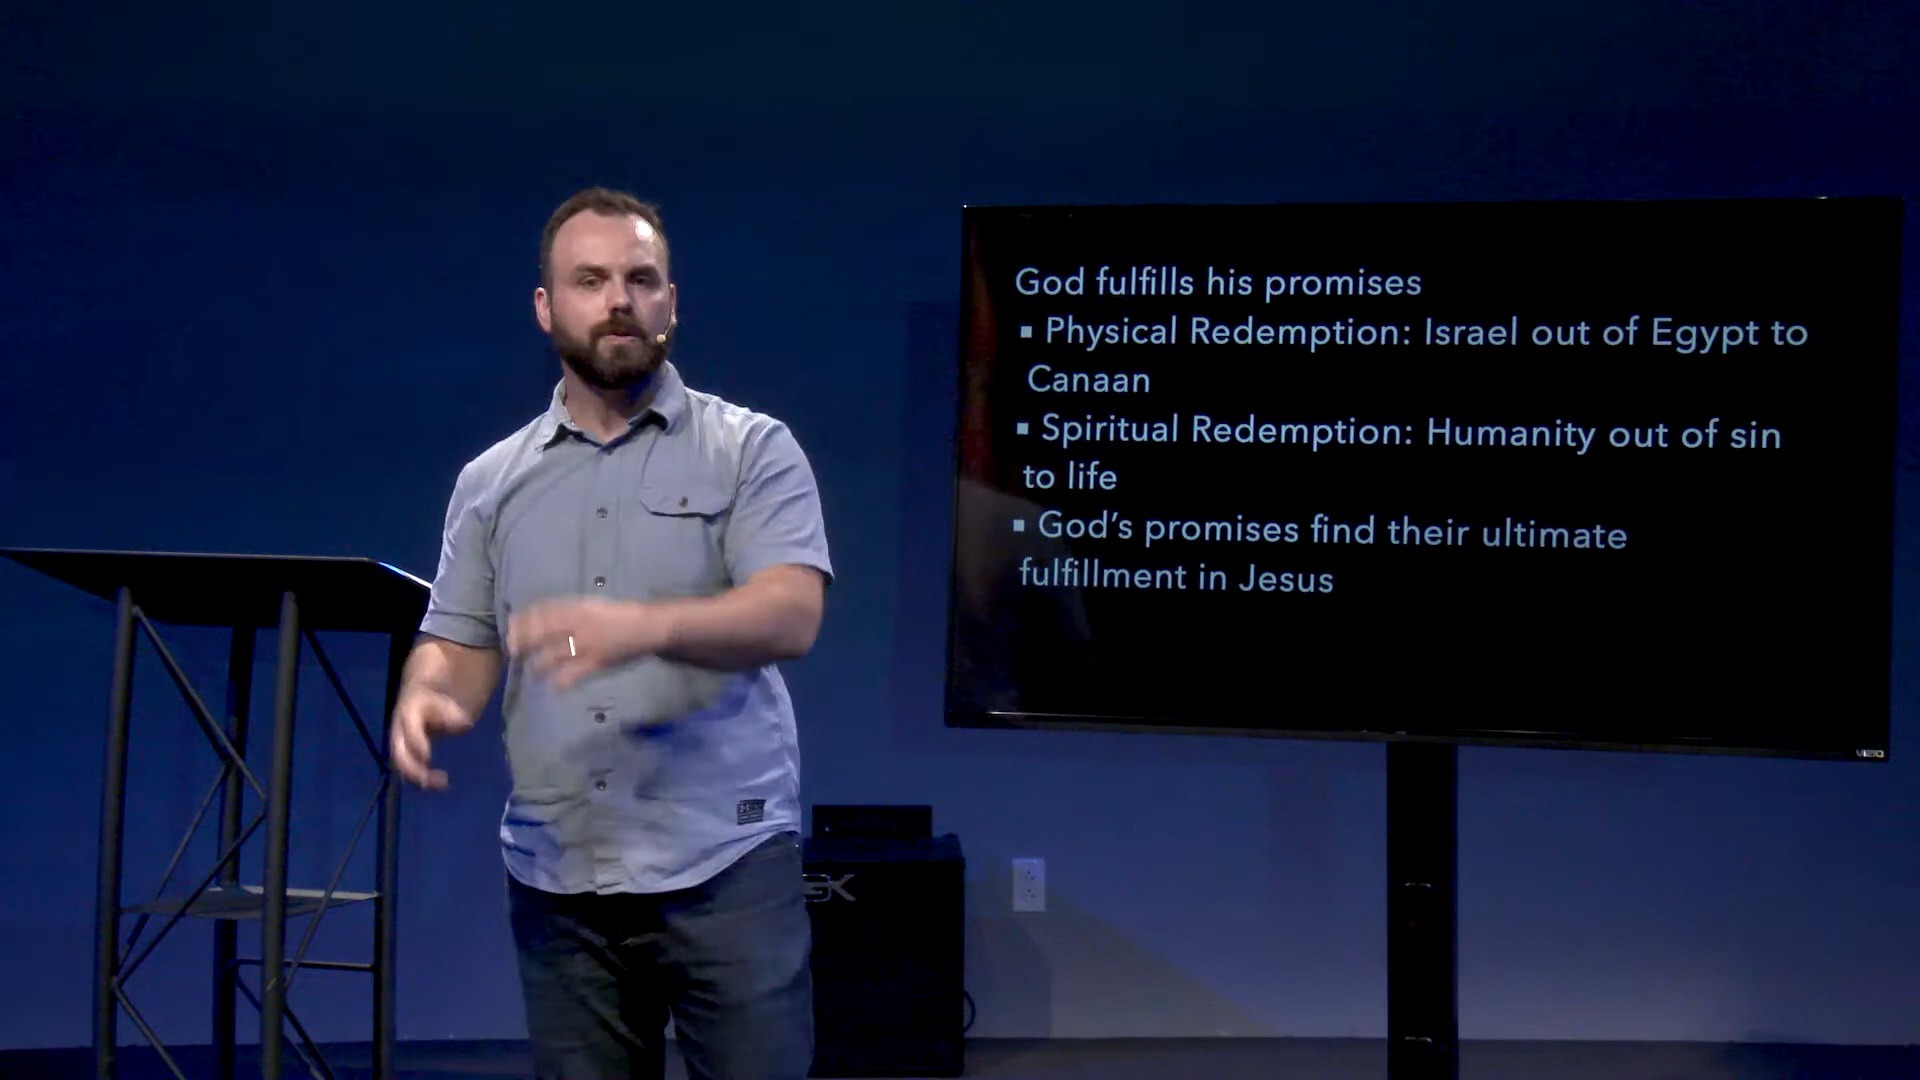 God fulfills his promises
▪ Physical Redemption: Israel out of Egypt to
Canaan
▪ Spiritual Redemption: Humanity out of sin
to life
▪ God's promises find their ultimate
fulfillment in Jesus
GK